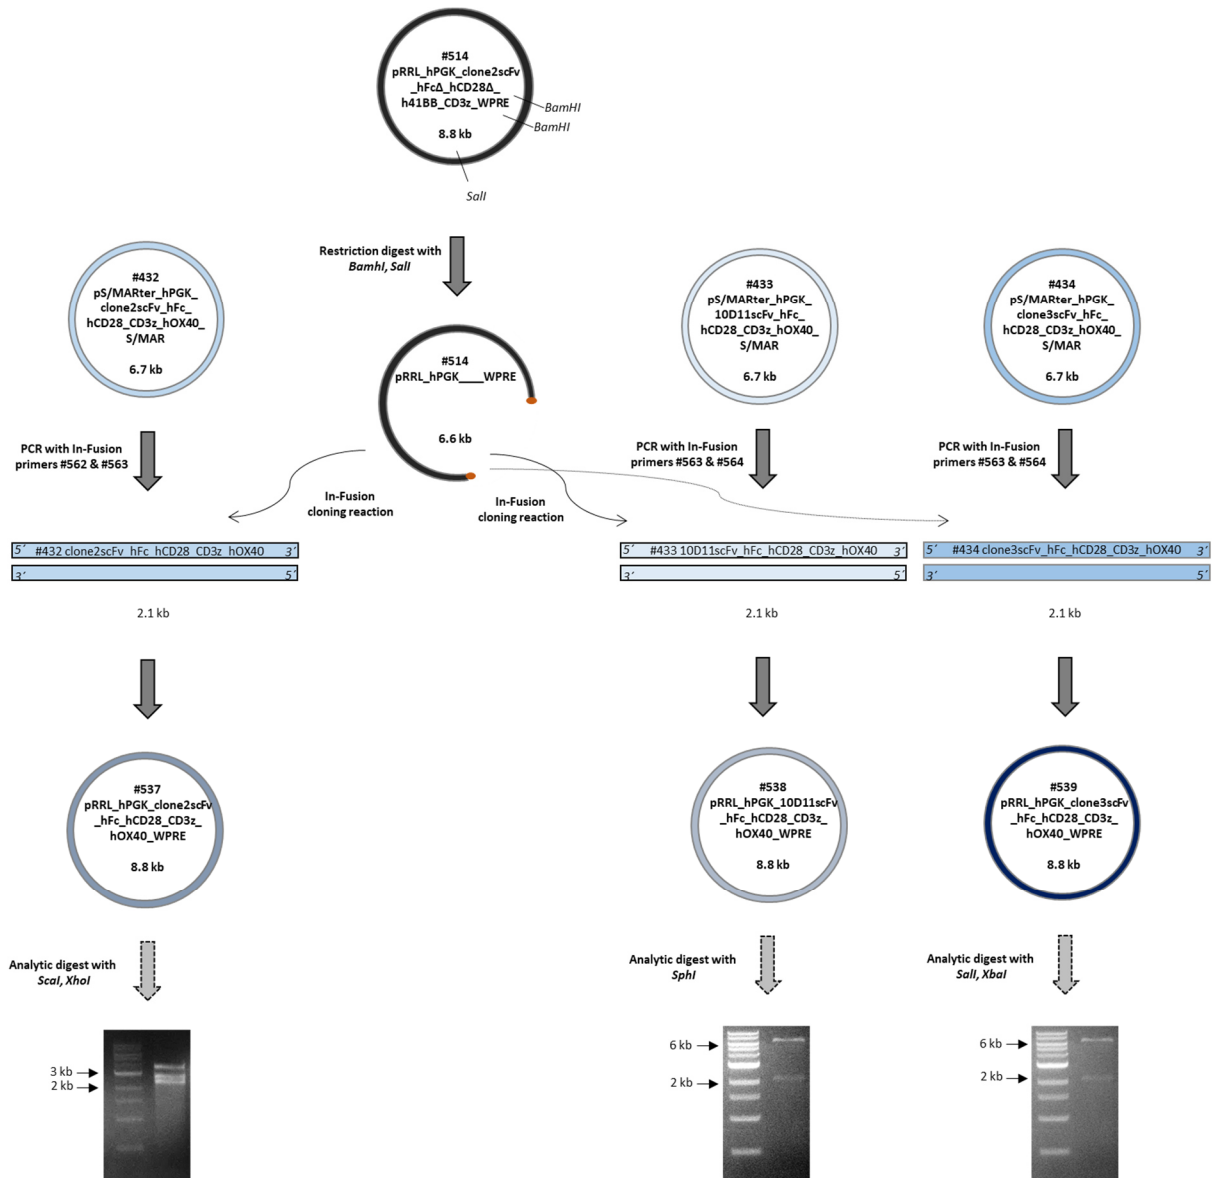 #514
pRRL_hPGK_clone2scFv
_hFcΔ_hCD28Δ_
h41BB_CD3z_WPRE
8.8 kb
BamHI
BamHI
SalI
Restriction digest with
BamhI, SalI
#432
pS/MARter_hPGK_
clone2scFv_hFc_
hCD28_CD3z_hOX40_
S/MAR
6.7 kb
#514
pRRL_hPGK____WPRE
6.6 kb
#433
pS/MARter_hPGK_
10D11scFv_hFc_
hCD28_CD3z_hOX40_
S/MAR
6.7 kb
#434
pS/MARter_hPGK_
clone3scFv_hFc_
hCD28_CD3z_hOX40_
S/MAR
6.7 kb
PCR with In-Fusion
primers #562 & #563
In-Fusion
cloning reaction
In-Fusion
cloning reaction
PCR with In-Fusion
primers #563 & #564
PCR with In-Fusion
primers #563 & #564
5´ #432 clone2scFv_hFc_hCD28_CD3z_hOX40 3´
3´ 5´
2.1 kb
5´ #433 10D11scFv_hFc_hCD28_CD3z_hOX40 3´
3´ 5´
2.1 kb
5´ #434 clone3scFv_hFc_hCD28_CD3z_hOX40 3´
3´ 5´
2.1 kb
#537
pRRL_hPGK_clone2scFv
_hFc_hCD28_CD3z_
hOX40_WPRE
8.8 kb
#538
pRRL_hPGK_10D11scFv
_hFc_hCD28_CD3z_
hOX40_WPRE
8.8 kb
#539
pRRL_hPGK_clone3scFv
_hFc_hCD28_CD3z_
hOX40_WPRE
8.8 kb
Analytic digest with
ScaI, XhoI
Analytic digest with
SphI
Analytic digest with
SalI, XbaI
3 kb
2 kb
6 kb
2 kb
6 kb
2 kb